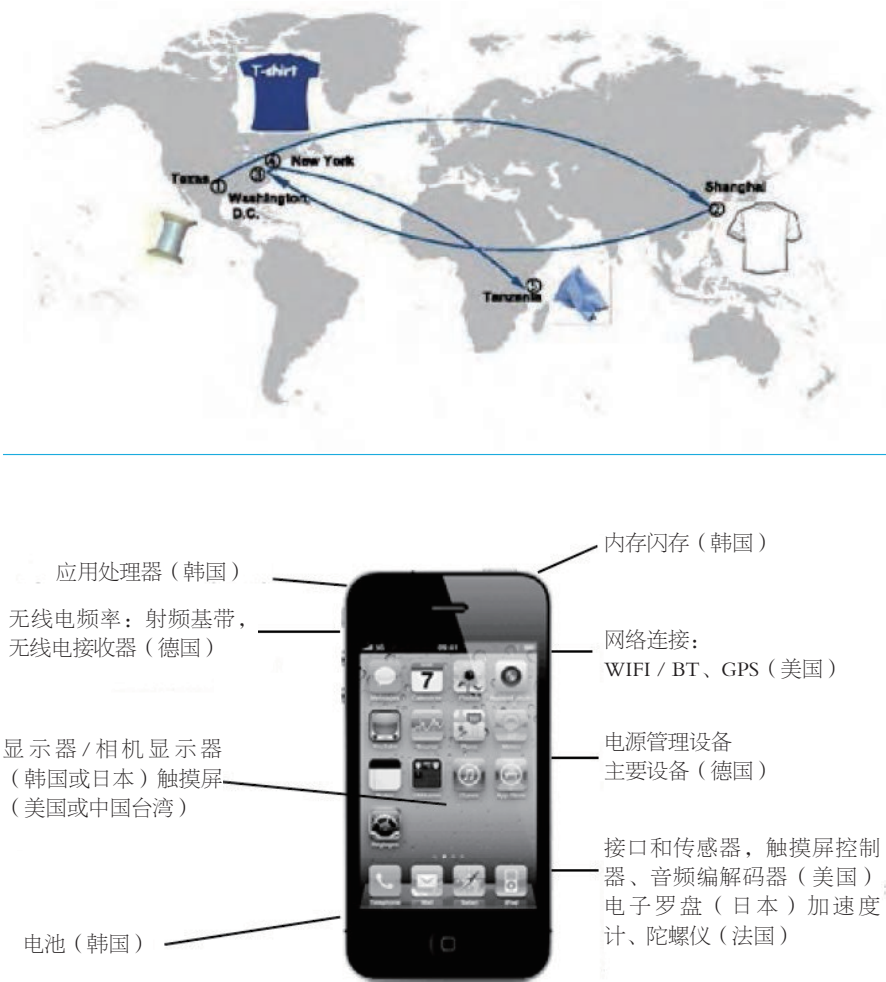 T-shirt
④ New York
Texas ① ③
Washington,
D.C.
Shanghai
②
⑤
Tanzania
内存闪存（韩国）
应用处理器（韩国）
无线电频率：射频基带，
无线电接收器（德国）
网络连接：
WIFI / BT、GPS（美国）
显示器/相机显示器
（韩国或日本）触摸屏
（美国或中国台湾）
电源管理设备
主要设备（德国）
接口和传感器，触摸屏控制
器、音频编解码器（美国）
电子罗盘（日本）加速度
计、陀螺仪（法国）
电池（韩国）
09:41
7